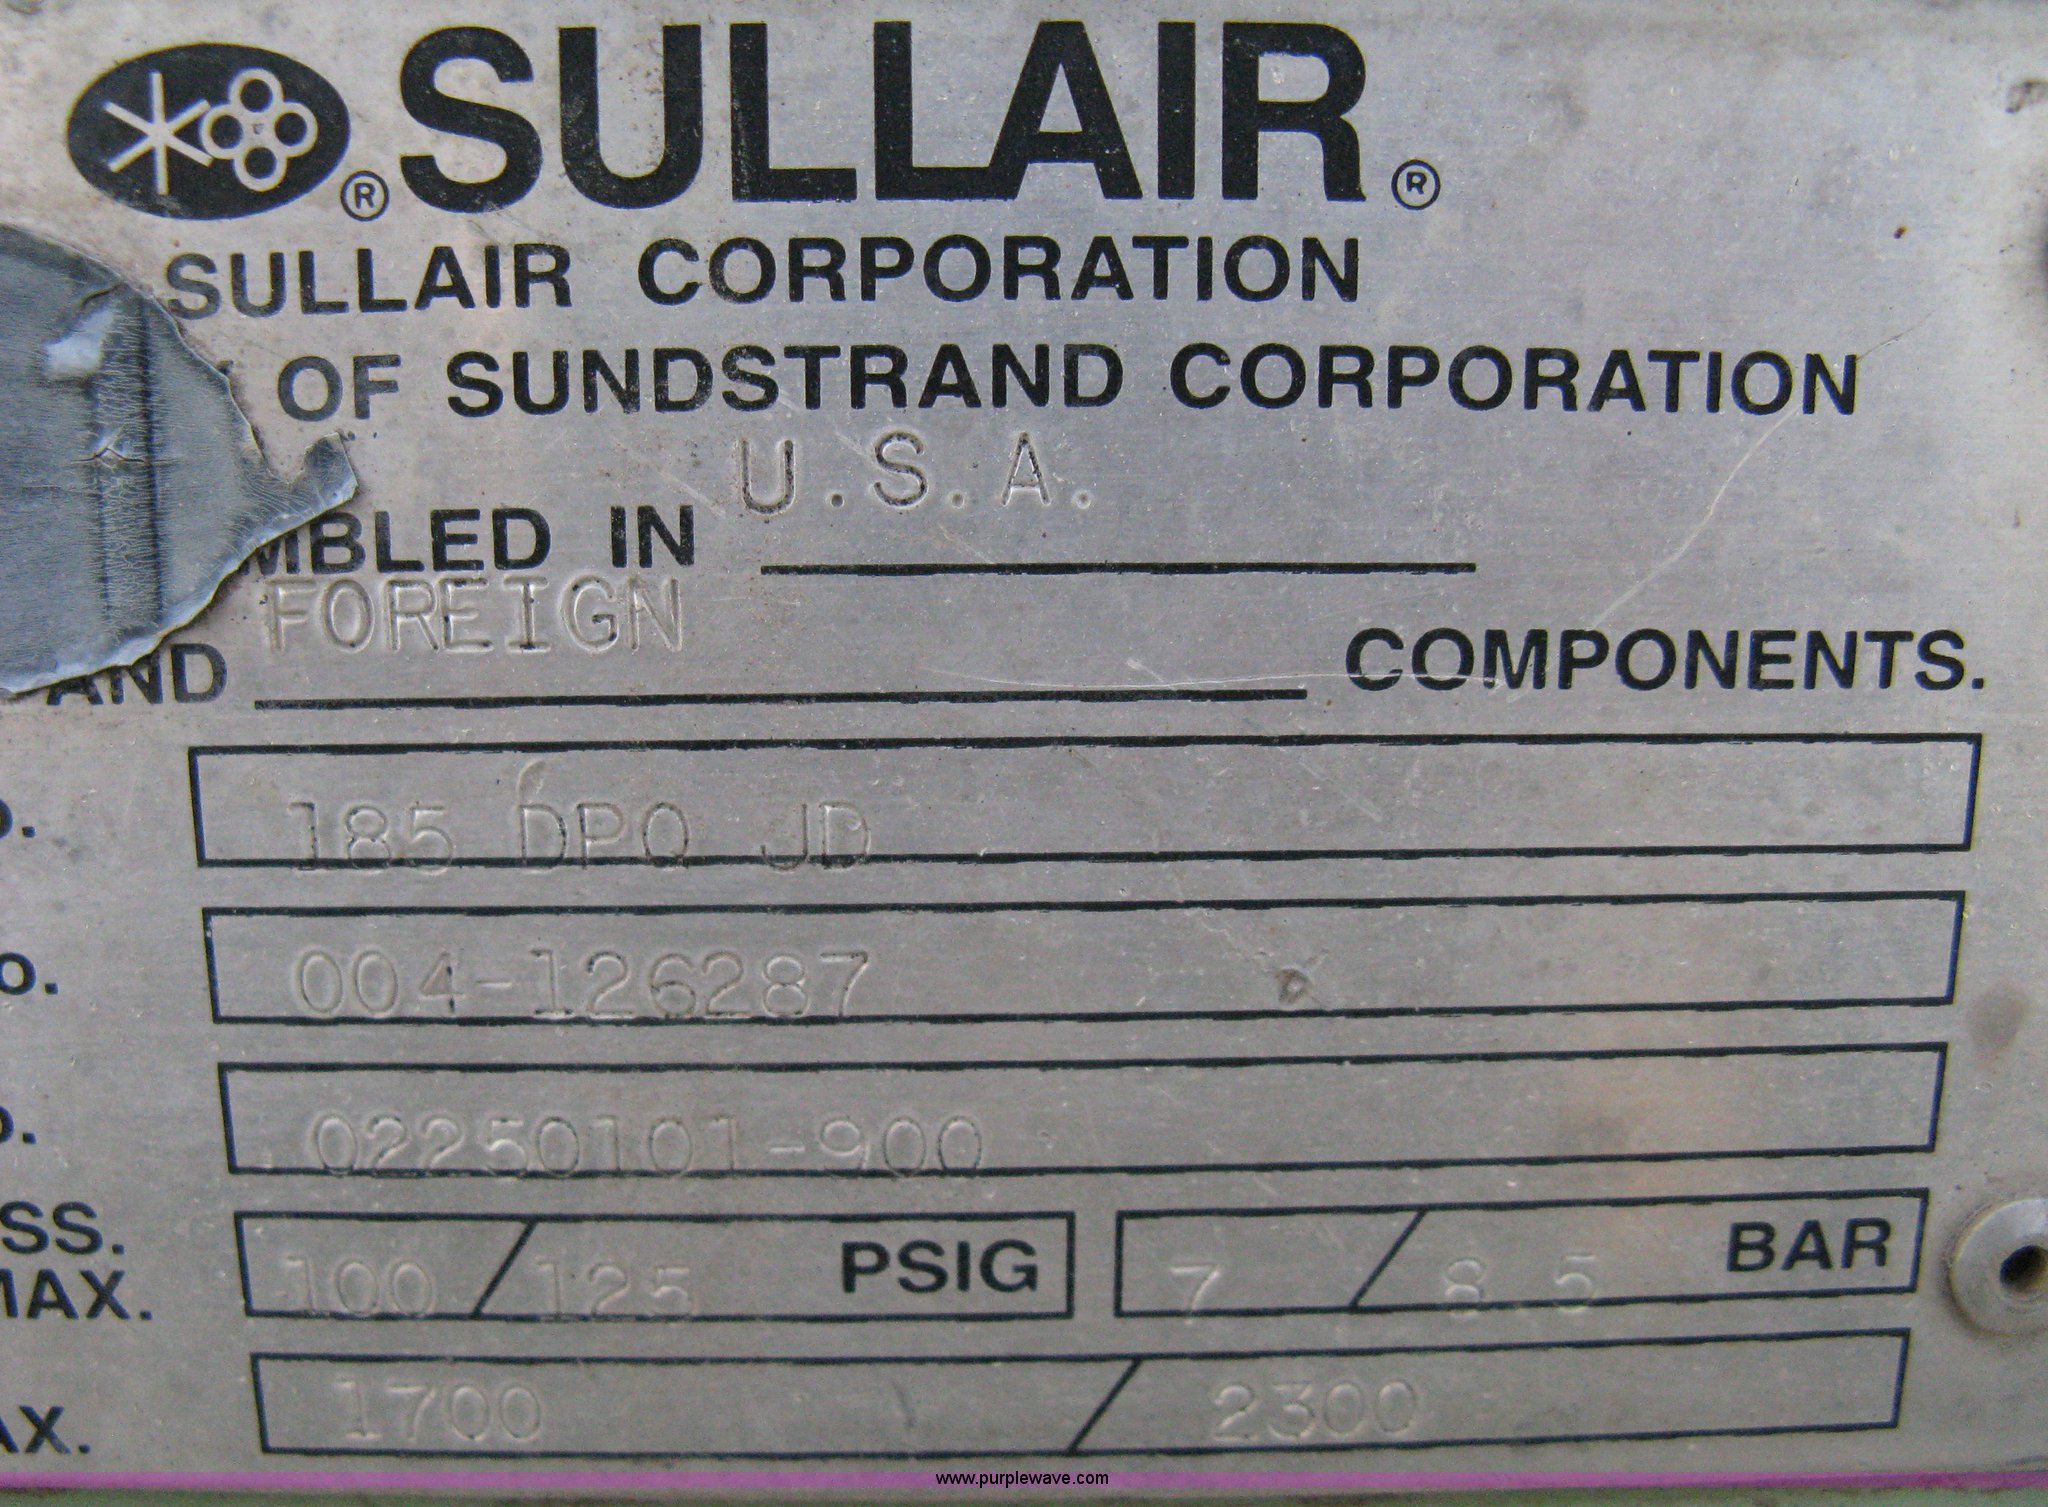 ® SULLAIR ®
SULLAIR CORPORATION
OF SUNDSTRAND CORPORATION
U.S.A.
MBLED IN
FOREIGN
AND COMPONENTS.
o. 185 DPQ JD
o. 004-126287
o. 02250101-900
SS.
MAX. 100 / 125 PSIG 7 / 8.5 BAR
AX. 1700 / 2300
www.purplewave.com